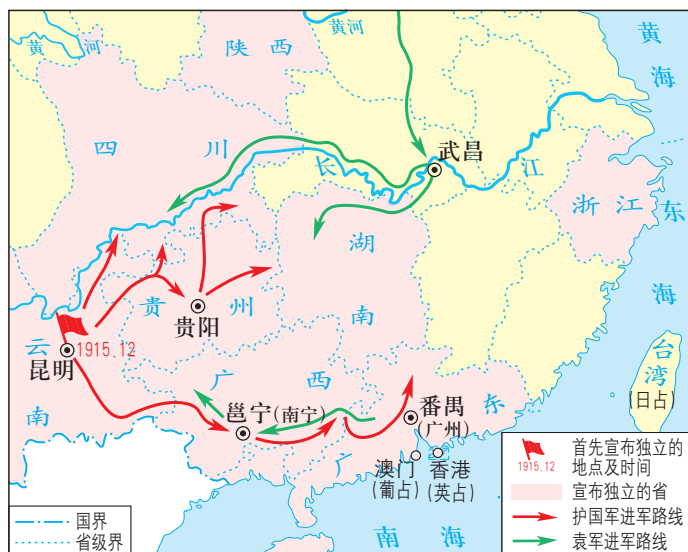 黄河
陕西
黄河
黄海
四川
长江
武昌
浙江
东海
湖南
贵州
贵阳
云南
1915.12
昆明
广西
邕宁(南宁)
番禺
(广州)
广东
台湾
(日占)
澳门
(葡占)
香港
(英占)
南海
国界
省级界
1915.12
首先宣布独立的
地点及时间
宣布独立的省
护国军进军路线
袁军进军路线